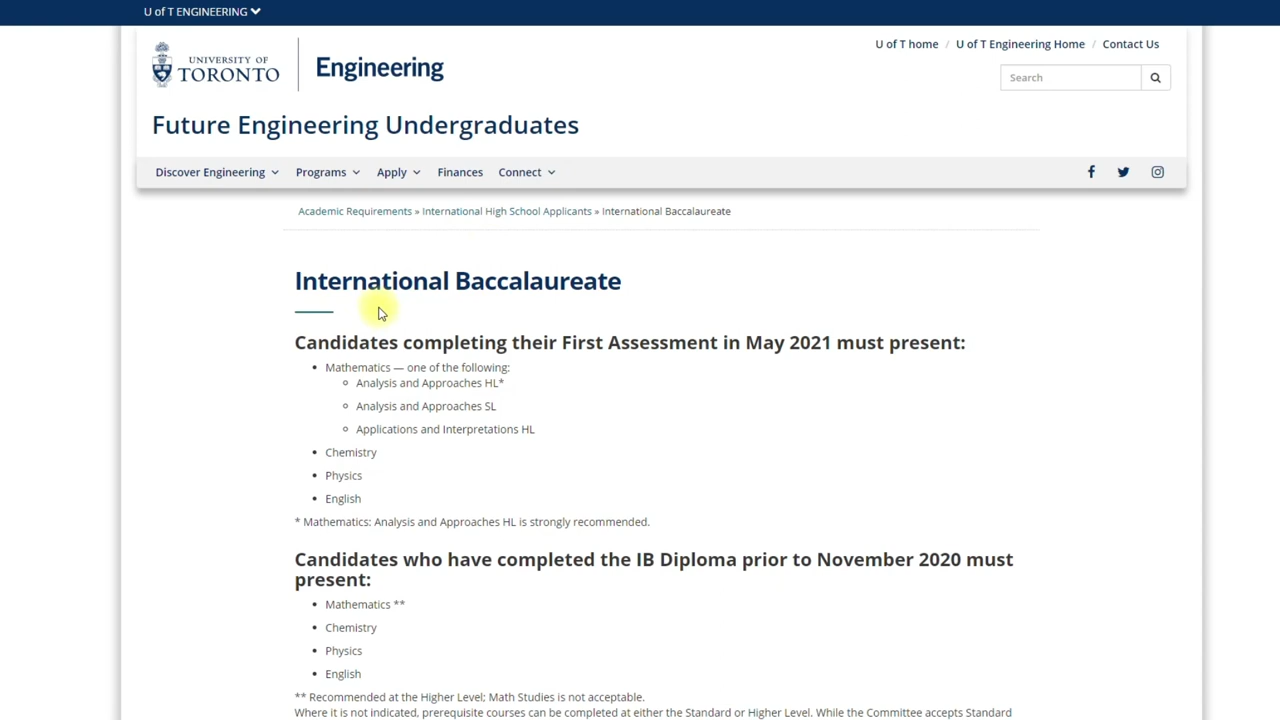 U of T ENGINEERING
U of T home / U of T Engineering Home / Contact Us
UNIVERSITY OF
TORONTO
Engineering
Search
Future Engineering Undergraduates
Discover Engineering Programs Apply Finances Connect
Academic Requirements » International High School Applicants » International Baccalaureate
International Baccalaureate
Candidates completing their First Assessment in May 2021 must present:
• Mathematics — one of the following:
◦ Analysis and Approaches HL*
◦ Analysis and Approaches SL
◦ Applications and Interpretations HL
• Chemistry
• Physics
• English
* Mathematics: Analysis and Approaches HL is strongly recommended.
Candidates who have completed the IB Diploma prior to November 2020 must
present:
• Mathematics **
• Chemistry
• Physics
• English
** Recommended at the Higher Level; Math Studies is not acceptable.
Where it is not indicated, prerequisite courses can be completed at either the Standard or Higher Level. While the Committee accepts Standard